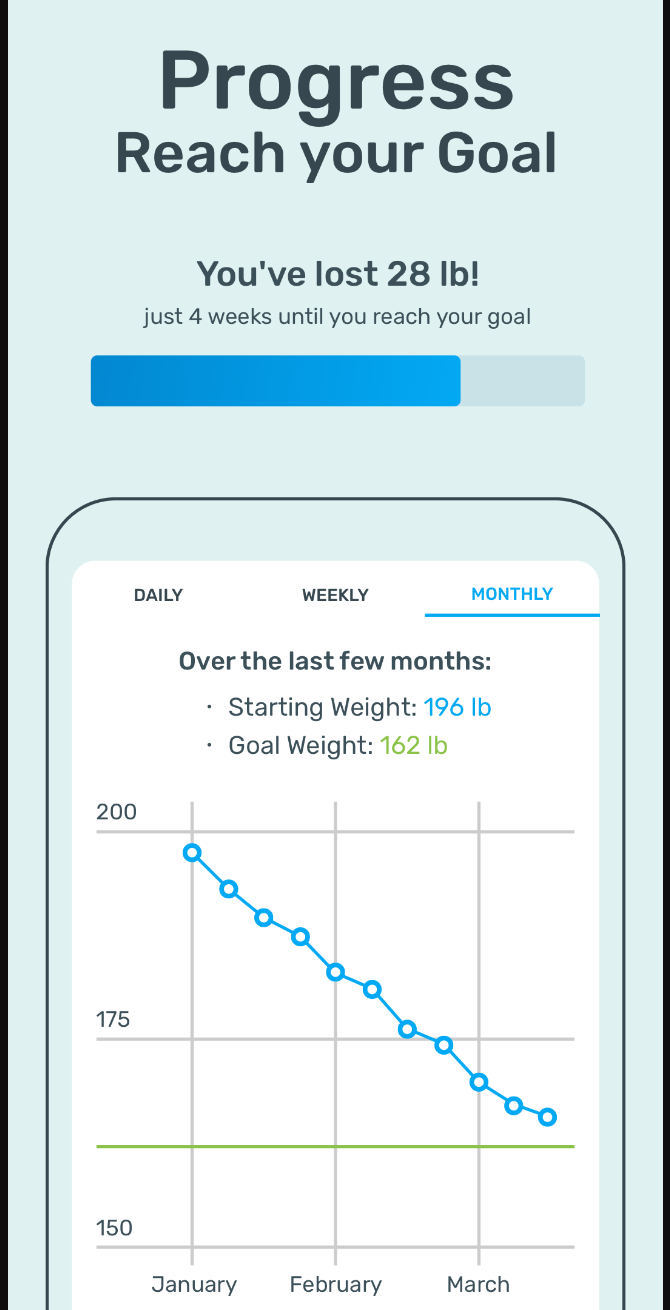 Progress
Reach your Goal
You've lost 28 lb!
just 4 weeks until you reach your goal
DAILY WEEKLY MONTHLY
Over the last few months:
· Starting Weight: 196 lb
· Goal Weight: 162 lb
200
175
150
January February March